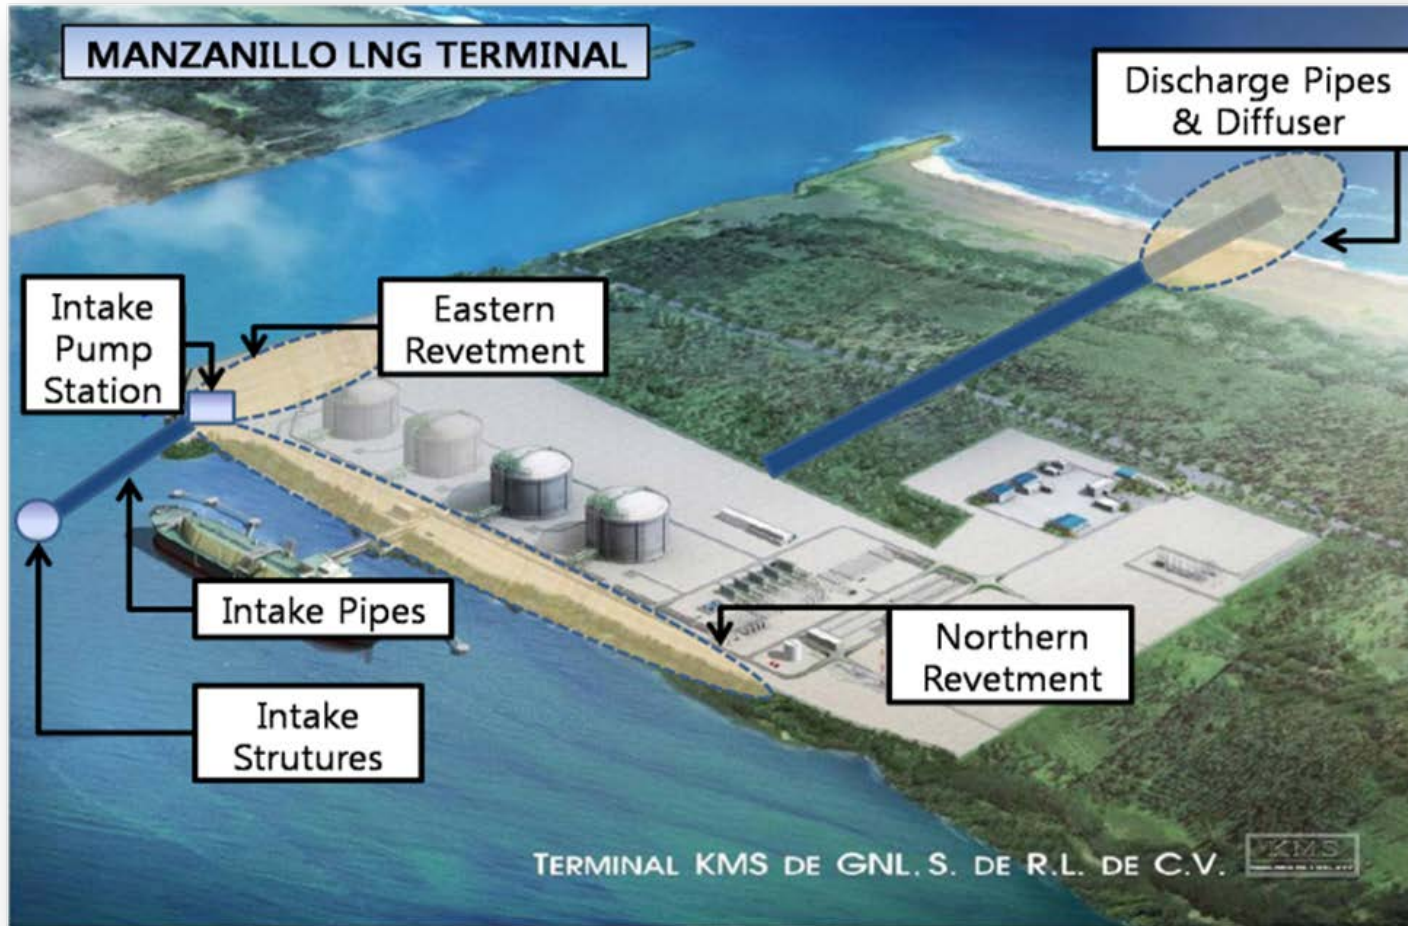 MANZANILLO LNG TERMINAL
Discharge Pipes
& Diffuser
Intake
Pump
Station
Eastern
Revetment
Intake Pipes
Northern
Revetment
Intake
Strutures
TERMINAL KMS DE GNL. S. DE R.L. DE C.V.
KMS